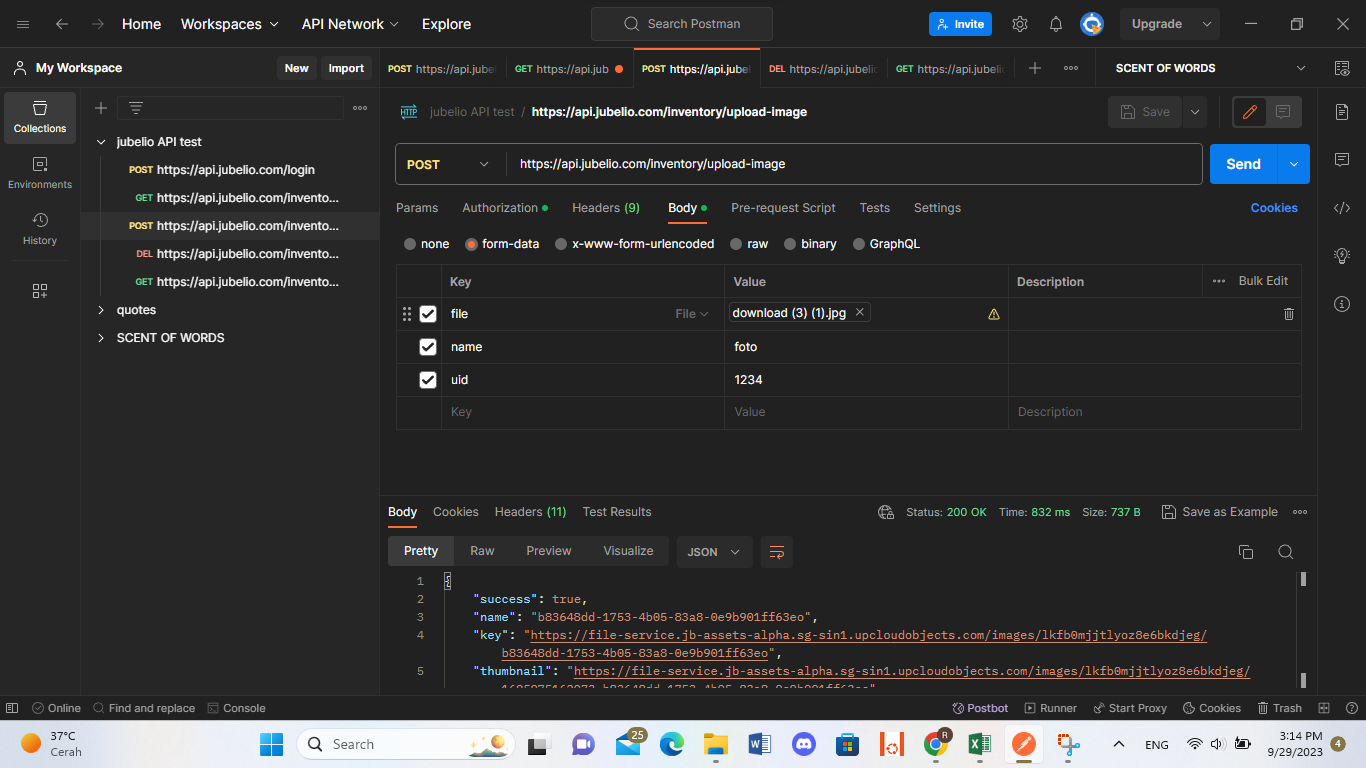 Home Workspaces API Network Explore Search Postman Invite Upgrade
My Workspace New Import POST https://api.jubel GET https://api.jub POST https://api.jube DEL https://api.jubelio GET https://api.jubelio SCENT OF WORDS
Collections
Environments
History
jubelio API test
POST https://api.jubelio.com/login
GET https://api.jubelio.com/invento...
POST https://api.jubelio.com/invento...
DEL https://api.jubelio.com/invento...
GET https://api.jubelio.com/invento...
quotes
SCENT OF WORDS
HTTP jubelio API test / https://api.jubelio.com/inventory/upload-image Save
POST https://api.jubelio.com/inventory/upload-image Send
Params Authorization Headers (9) Body Pre-request Script Tests Settings Cookies
none form-data x-www-form-urlencoded raw binary GraphQL
Key Value Description Bulk Edit
file File download (3) (1).jpg
name foto
uid 1234
Key Value Description
Body Cookies Headers (11) Test Results Status: 200 OK Time: 832 ms Size: 737 B Save as Example
Pretty Raw Preview Visualize JSON
1 {
2 "success": true,
3 "name": "b83648dd-1753-4b05-83a8-0e9b901ff63eo",
4 "key": "https://file-service.jb-assets-alpha.sg-sin1.upcloudobjects.com/images/lkfb0mjjtlyoz8e6bkdjeg/
b83648dd-1753-4b05-83a8-0e9b901ff63eo",
5 "thumbnail": "https://file-service.jb-assets-alpha.sg-sin1.upcloudobjects.com/images/lkfb0mjjtlyoz8e6bkdjeg/
Online Find and replace Console Postbot Runner Start Proxy Cookies Trash
37°C
Cerah
Search
25
R
ENG
3:14 PM
9/29/2023
4